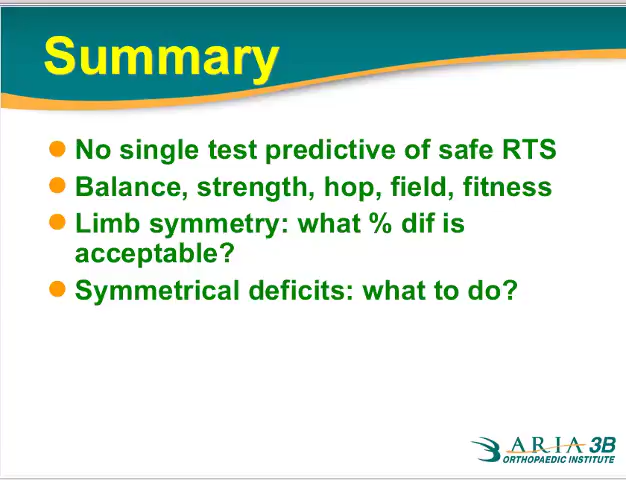 Summary
No single test predictive of safe RTS
Balance, strength, hop, field, fitness
Limb symmetry: what % dif is
acceptable?
Symmetrical deficits: what to do?
ARIA 3B
ORTHOPAEDIC INSTITUTE